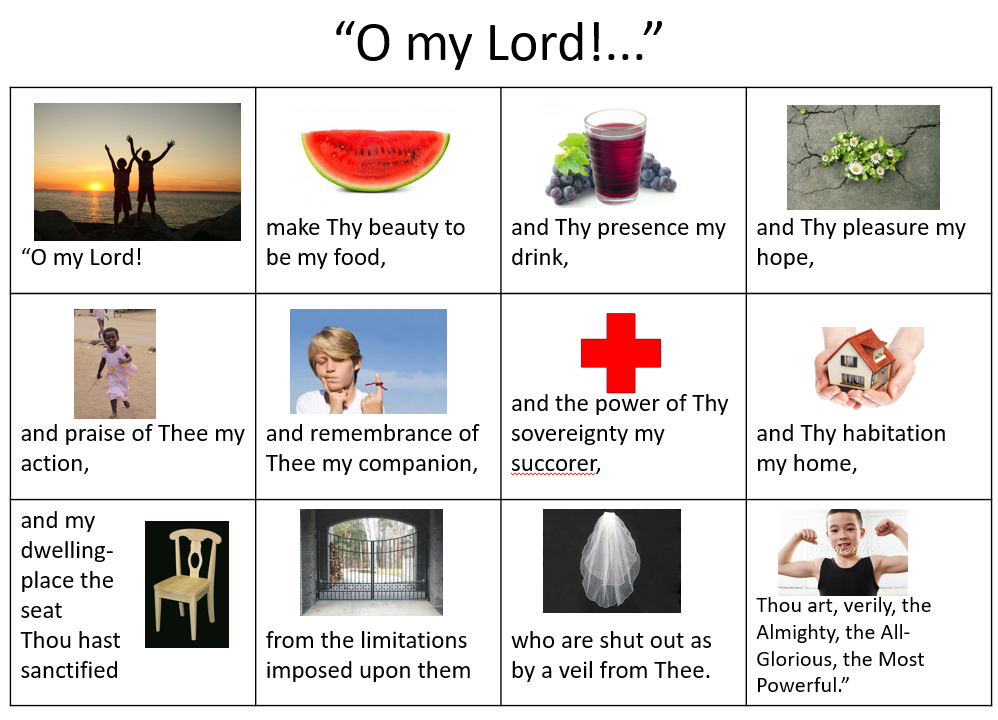 “O my Lord!...”
“O my Lord!
make Thy beauty to
be my food,
and Thy presence my
drink,
and Thy pleasure my
hope,
and praise of Thee my
action,
and remembrance of
Thee my companion,
and the power of Thy
sovereignty my
succorer,
and Thy habitation
my home,
and my
dwelling-
place the
seat
Thou hast
sanctified
from the limitations
imposed upon them
who are shut out as
by a veil from Thee.
Thou art, verily, the
Almighty, the All-
Glorious, the Most
Powerful.”